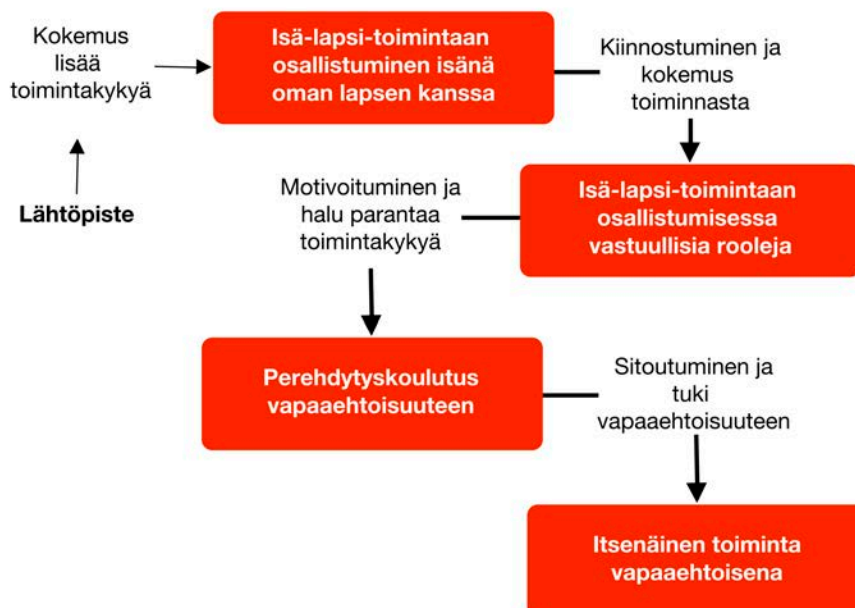 Kokemus
lisää
toimintakykyä
Lähtöpiste
Isä-lapsi-toimintaan
osallistuminen isänä
oman lapsen kanssa
Kiinnostuminen ja
kokemus
toiminnasta
Isä-lapsi-toimintaan
osallistumisessa
vastuullisia rooleja
Motivoituminen ja
halu parantaa
toimintakykyä
Perehdytyskoulutus
vapaaehtoisuuteen
Sitoutuminen ja
tuki
vapaaehtoisuuteen
Itsenäinen toiminta
vapaaehtoisena